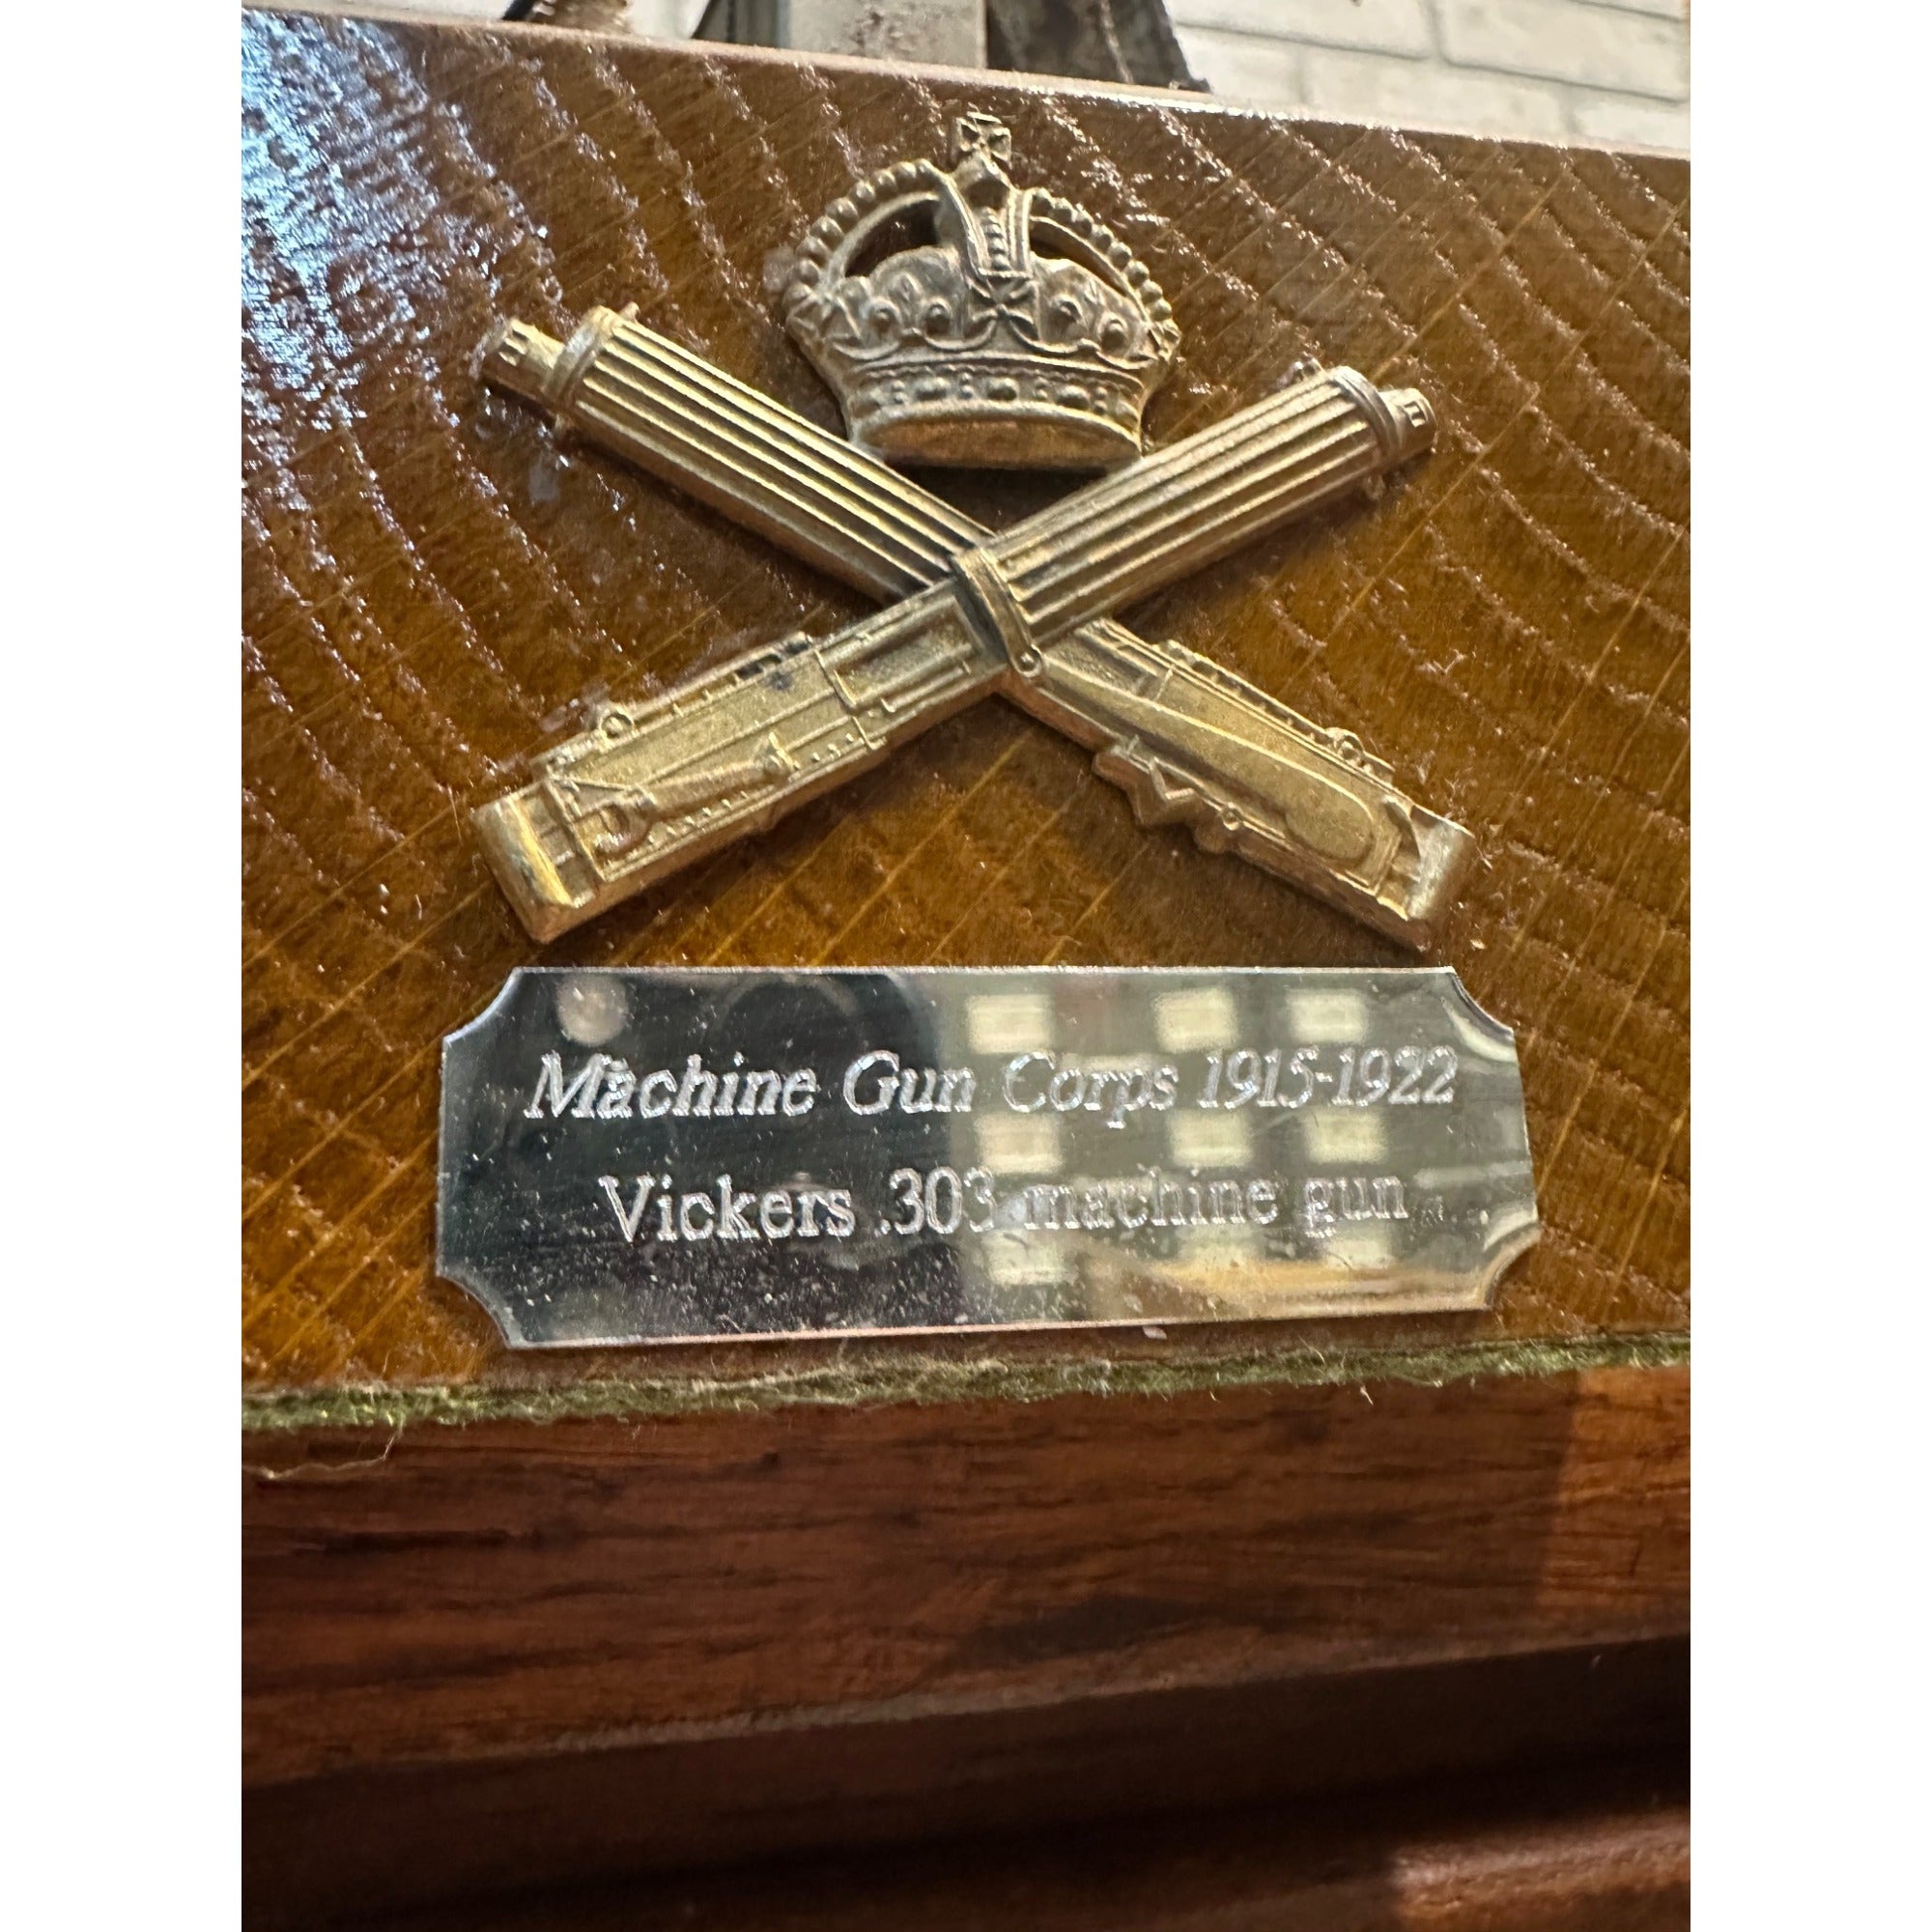 Machine Gun Corps 1915-1922
Vickers .303 machine gun